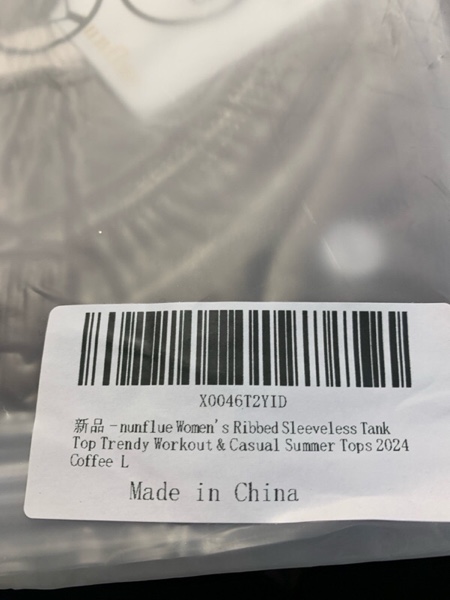 X0046T2YID
新品 -nunflue Women's Ribbed Sleeveless Tank
Top Trendy Workout & Casual Summer Tops 2024
Coffee L
Made in China